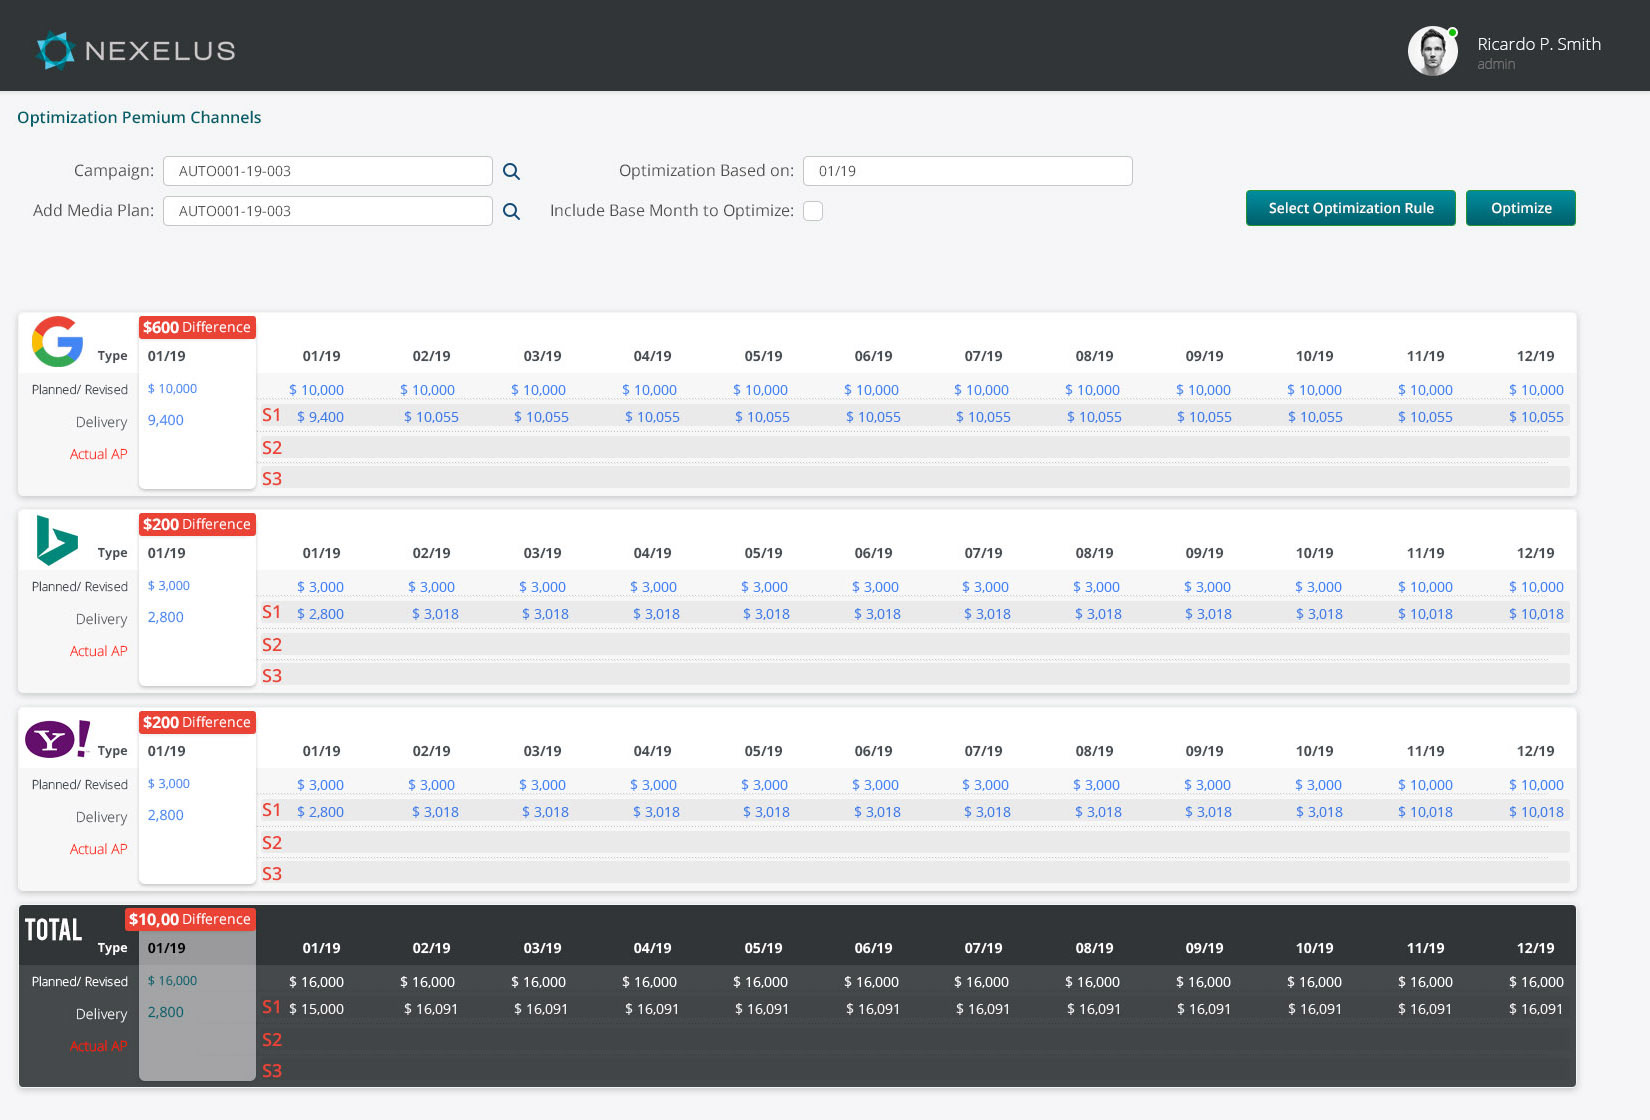 NEXELUS
Ricardo P. Smith
admin
Optimization Pemium Channels
Campaign: AUTO001-19-003 Optimization Based on: 01/19
Add Media Plan: AUTO001-19-003 Include Base Month to Optimize: Select Optimization Rule Optimize
$600 Difference
Type 01/19 01/19 02/19 03/19 04/19 05/19 06/19 07/19 08/19 09/19 10/19 11/19 12/19
Planned/ Revised $ 10,000 $ 10,000 $ 10,000 $ 10,000 $ 10,000 $ 10,000 $ 10,000 $ 10,000 $ 10,000 $ 10,000 $ 10,000 $ 10,000 $ 10,000
Delivery 9,400 S1 $ 9,400 $ 10,055 $ 10,055 $ 10,055 $ 10,055 $ 10,055 $ 10,055 $ 10,055 $ 10,055 $ 10,055 $ 10,055 $ 10,055
Actual AP S2
S3
$200 Difference
Type 01/19 01/19 02/19 03/19 04/19 05/19 06/19 07/19 08/19 09/19 10/19 11/19 12/19
Planned/ Revised $ 3,000 $ 3,000 $ 3,000 $ 3,000 $ 3,000 $ 3,000 $ 3,000 $ 3,000 $ 3,000 $ 3,000 $ 3,000 $ 10,000 $ 10,000
Delivery 2,800 S1 $ 2,800 $ 3,018 $ 3,018 $ 3,018 $ 3,018 $ 3,018 $ 3,018 $ 3,018 $ 3,018 $ 3,018 $ 10,018 $ 10,018
Actual AP S2
S3
Y! $200 Difference
Type 01/19 01/19 02/19 03/19 04/19 05/19 06/19 07/19 08/19 09/19 10/19 11/19 12/19
Planned/ Revised $ 3,000 $ 3,000 $ 3,000 $ 3,000 $ 3,000 $ 3,000 $ 3,000 $ 3,000 $ 3,000 $ 3,000 $ 3,000 $ 10,000 $ 10,000
Delivery 2,800 S1 $ 2,800 $ 3,018 $ 3,018 $ 3,018 $ 3,018 $ 3,018 $ 3,018 $ 3,018 $ 3,018 $ 3,018 $ 10,018 $ 10,018
Actual AP S2
S3
TOTAL $10,00 Difference
Type 01/19 01/19 02/19 03/19 04/19 05/19 06/19 07/19 08/19 09/19 10/19 11/19 12/19
Planned/ Revised $ 16,000 $ 16,000 $ 16,000 $ 16,000 $ 16,000 $ 16,000 $ 16,000 $ 16,000 $ 16,000 $ 16,000 $ 16,000 $ 16,000 $ 16,000
Delivery 2,800 S1 $ 15,000 $ 16,091 $ 16,091 $ 16,091 $ 16,091 $ 16,091 $ 16,091 $ 16,091 $ 16,091 $ 16,091 $ 16,091 $ 16,091
Actual AP S2
S3